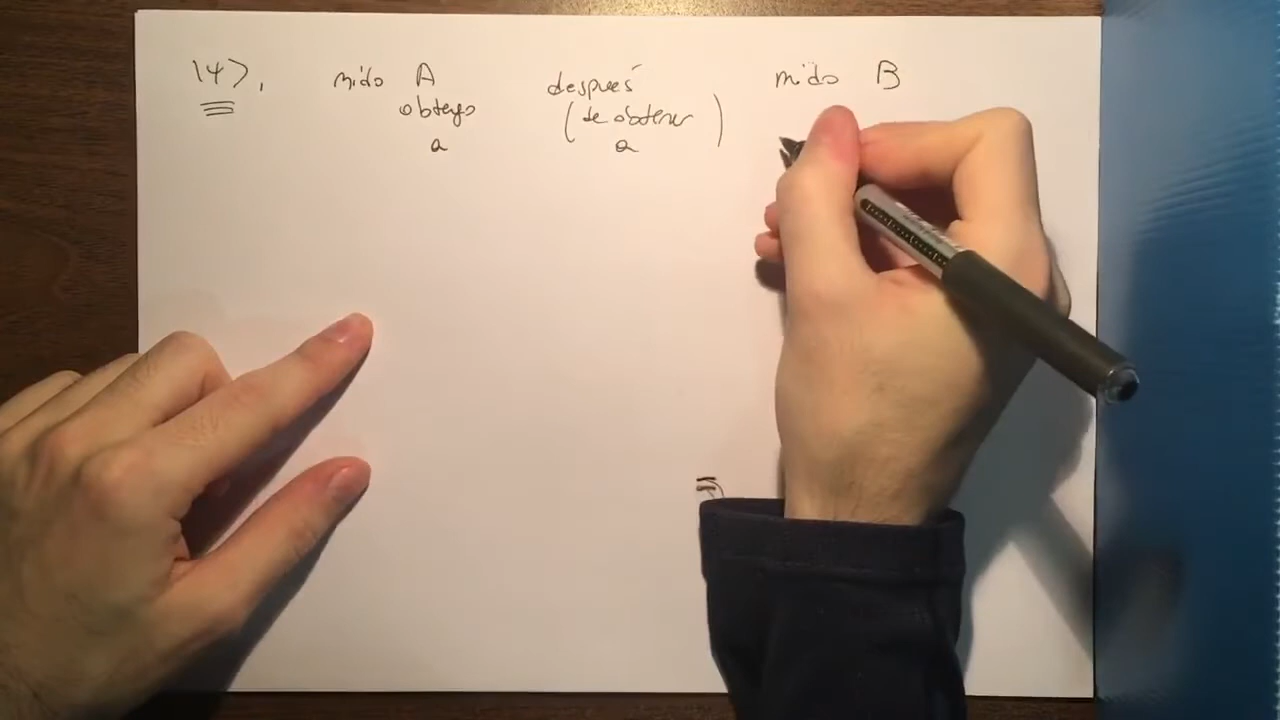 |ψ⟩, mido A después mido B
obtengo (de obtener)
a a